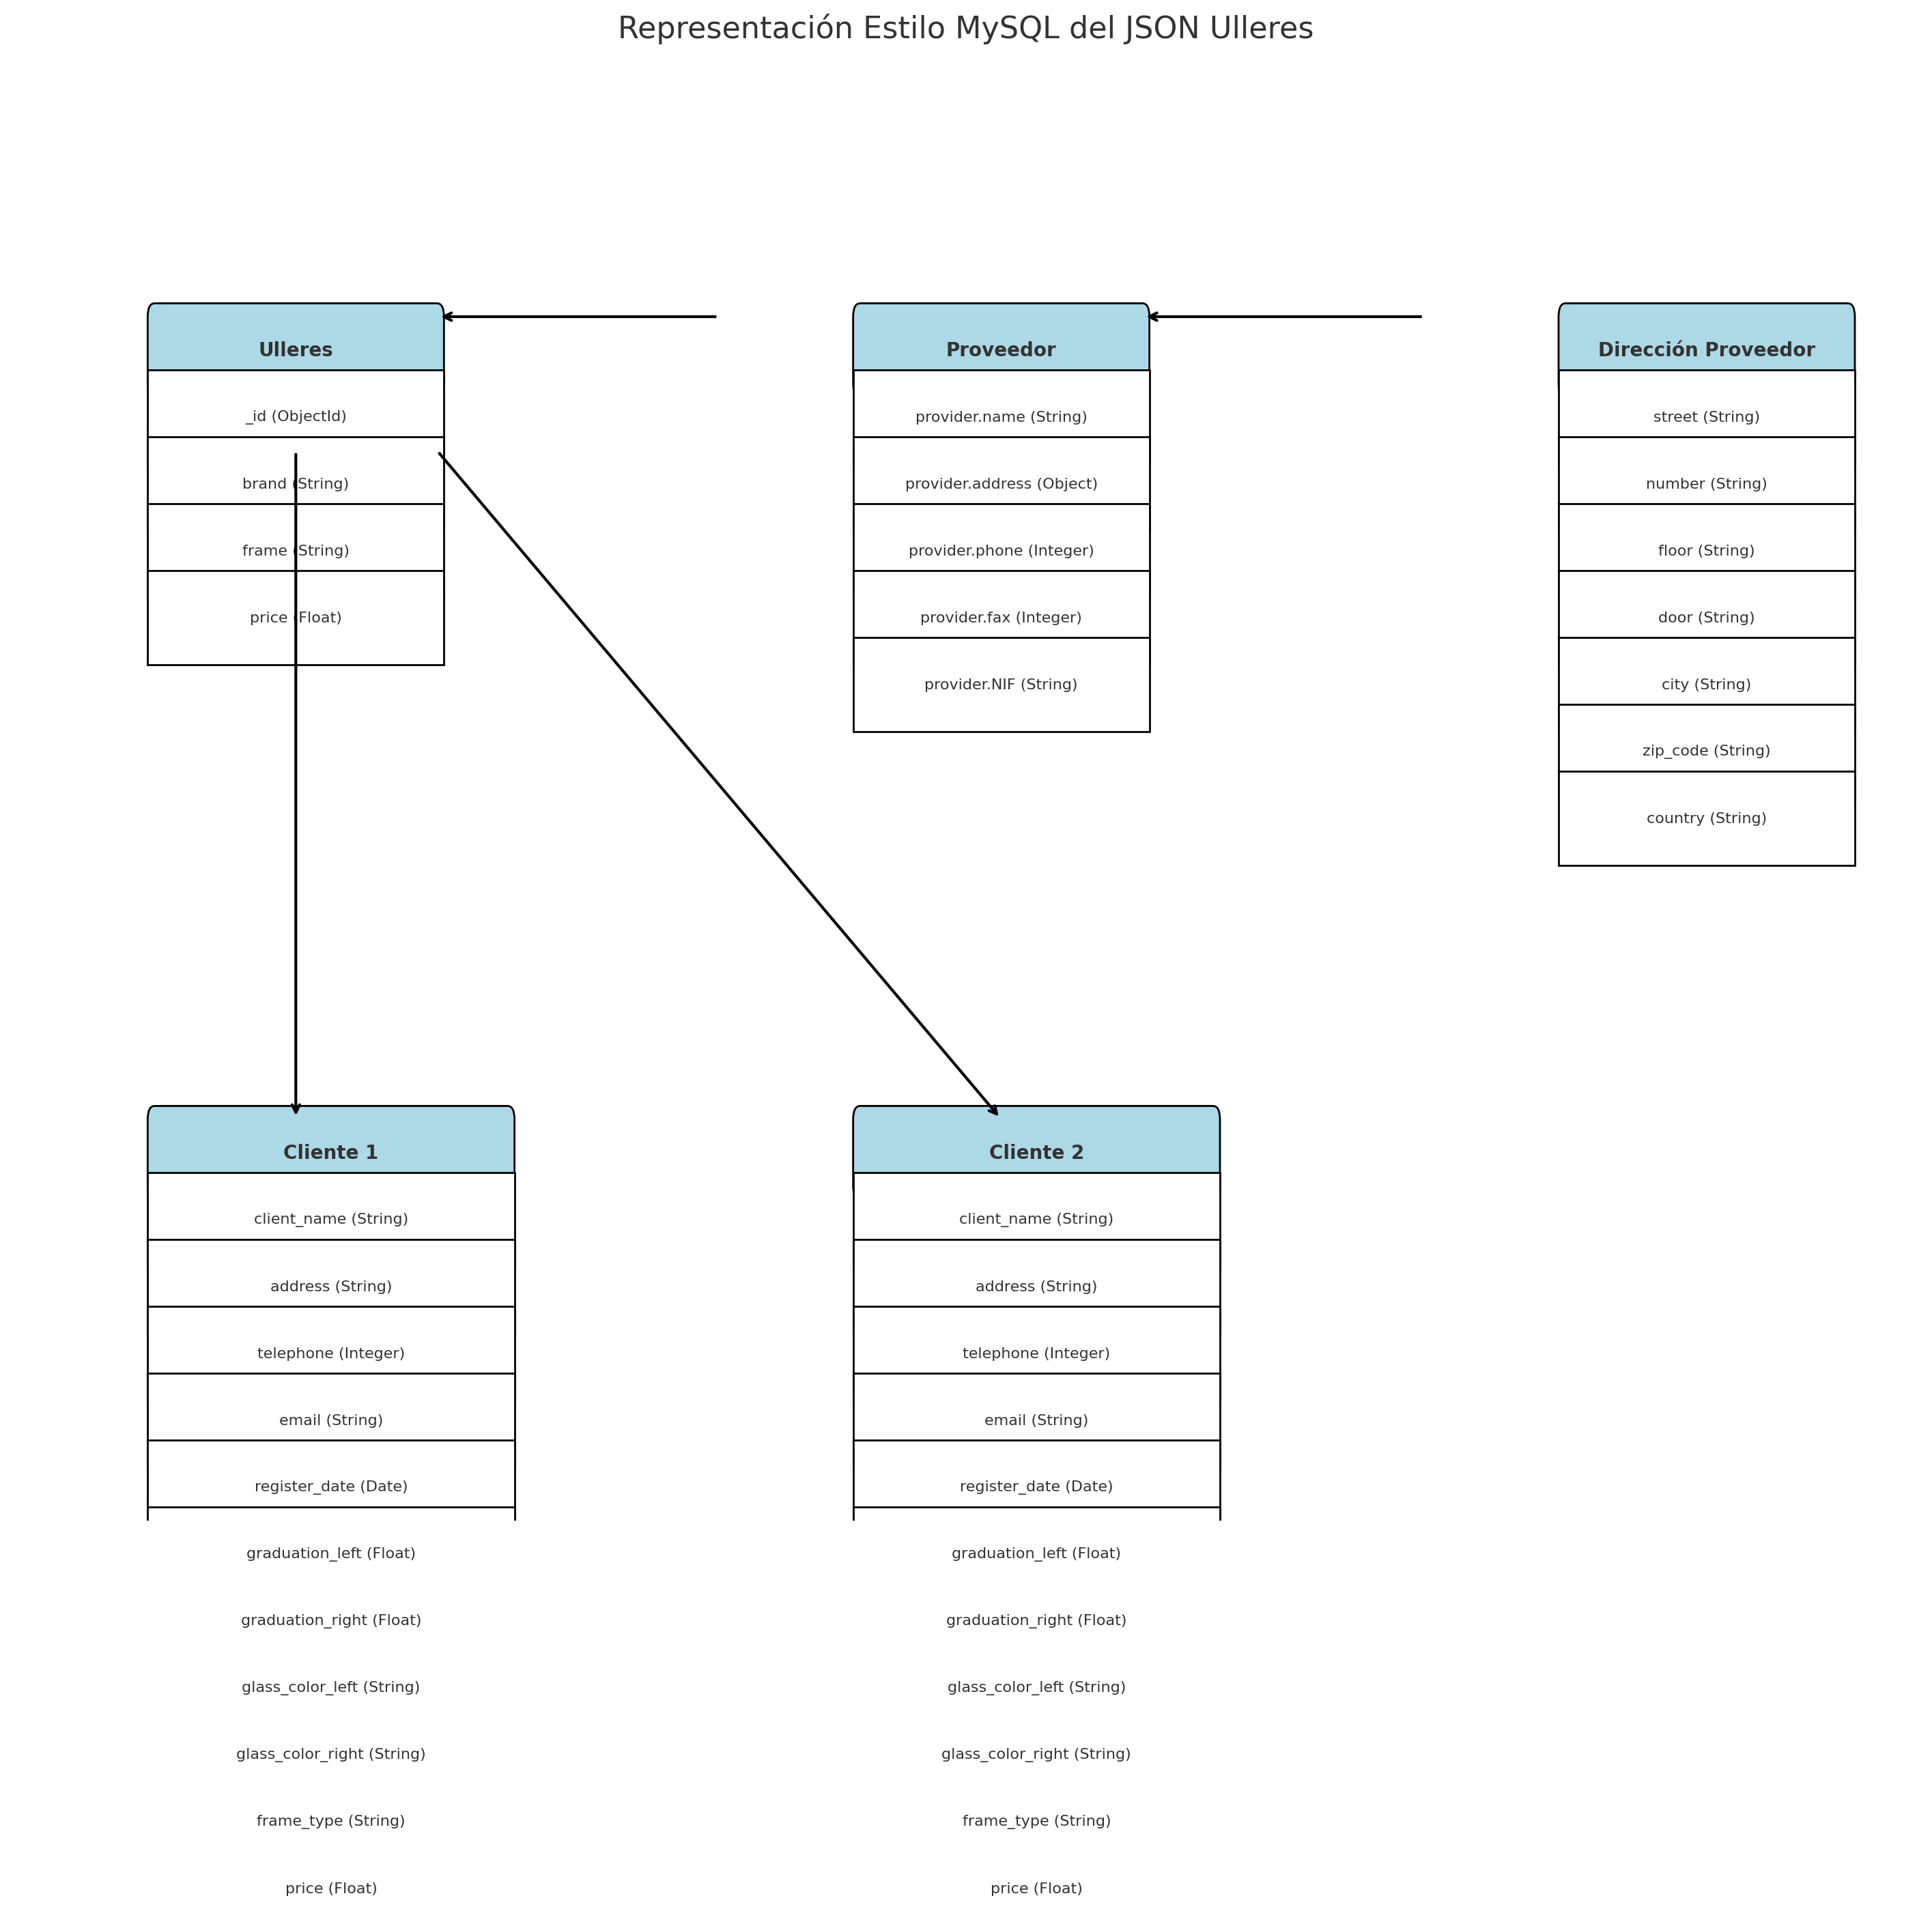 Representación Estilo MySQL del JSON Ulleres
Ulleres
_id (ObjectId)
brand (String)
frame (String)
price (Float)
Proveedor
provider.name (String)
provider.address (Object)
provider.phone (Integer)
provider.fax (Integer)
provider.NIF (String)
Dirección Proveedor
street (String)
number (String)
floor (String)
door (String)
city (String)
zip_code (String)
country (String)
Cliente 1
client_name (String)
address (String)
telephone (Integer)
email (String)
register_date (Date)
graduation_left (Float)
graduation_right (Float)
glass_color_left (String)
glass_color_right (String)
frame_type (String)
price (Float)
Cliente 2
client_name (String)
address (String)
telephone (Integer)
email (String)
register_date (Date)
graduation_left (Float)
graduation_right (Float)
glass_color_left (String)
glass_color_right (String)
frame_type (String)
price (Float)